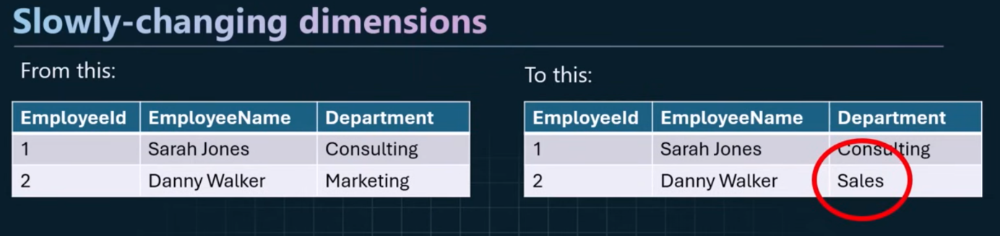 Slowly-changing dimensions
From this:
EmployeeId EmployeeName Department
1 Sarah Jones Consulting
2 Danny Walker Marketing
To this:
EmployeeId EmployeeName Department
1 Sarah Jones Consulting
2 Danny Walker Sales